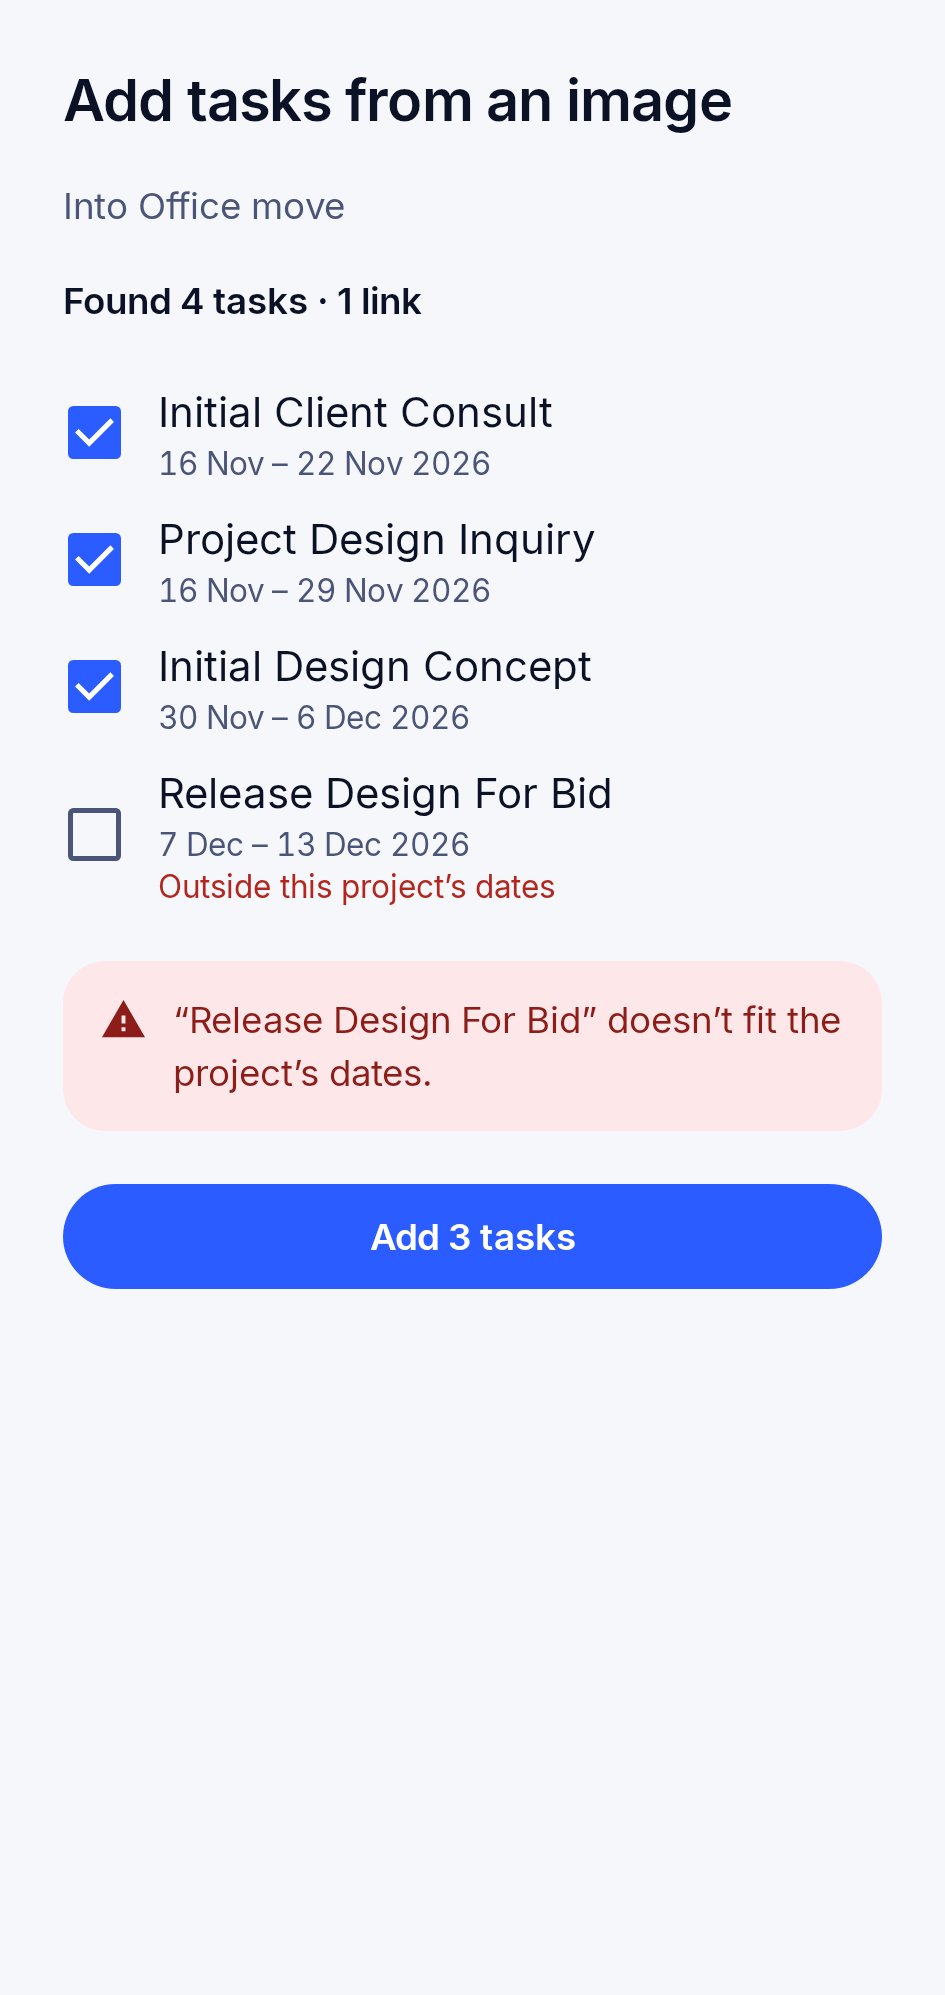 Add tasks from an image
Into Office move
Found 4 tasks · 1 link
Initial Client Consult
16 Nov – 22 Nov 2026
Project Design Inquiry
16 Nov – 29 Nov 2026
Initial Design Concept
30 Nov – 6 Dec 2026
Release Design For Bid
7 Dec – 13 Dec 2026
Outside this project’s dates
“Release Design For Bid” doesn’t fit the
project’s dates.
Add 3 tasks